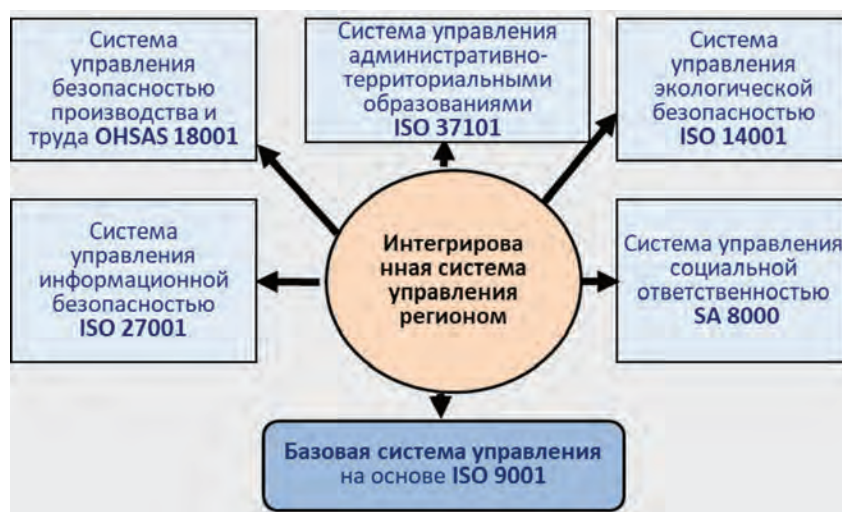 Система
управления
безопасностью
производства и
труда OHSAS 18001
Система управления
административно-
территориальными
образованиями
ISO 37101
Система
управления
экологической
безопасностью
ISO 14001
Система
управления
информационной
безопасностью
ISO 27001
Интегрирова
нная система
управления
регионом
Система управления
социальной
ответственностью
SA 8000
Базовая система управления
на основе ISO 9001